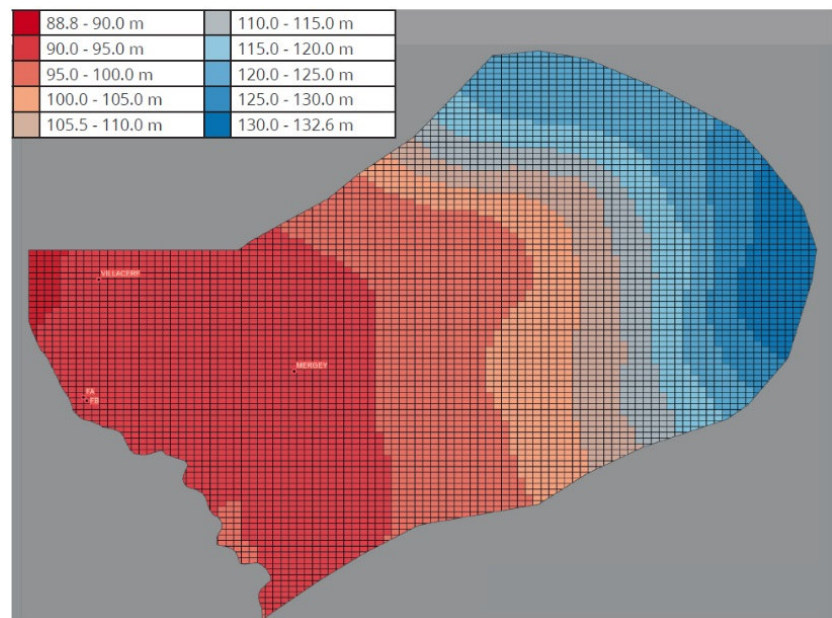 88.8 - 90.0 m
90.0 - 95.0 m
95.0 - 100.0 m
100.0 - 105.0 m
105.5 - 110.0 m
110.0 - 115.0 m
115.0 - 120.0 m
120.0 - 125.0 m
125.0 - 130.0 m
130.0 - 132.6 m
MERDEY
FA
FB